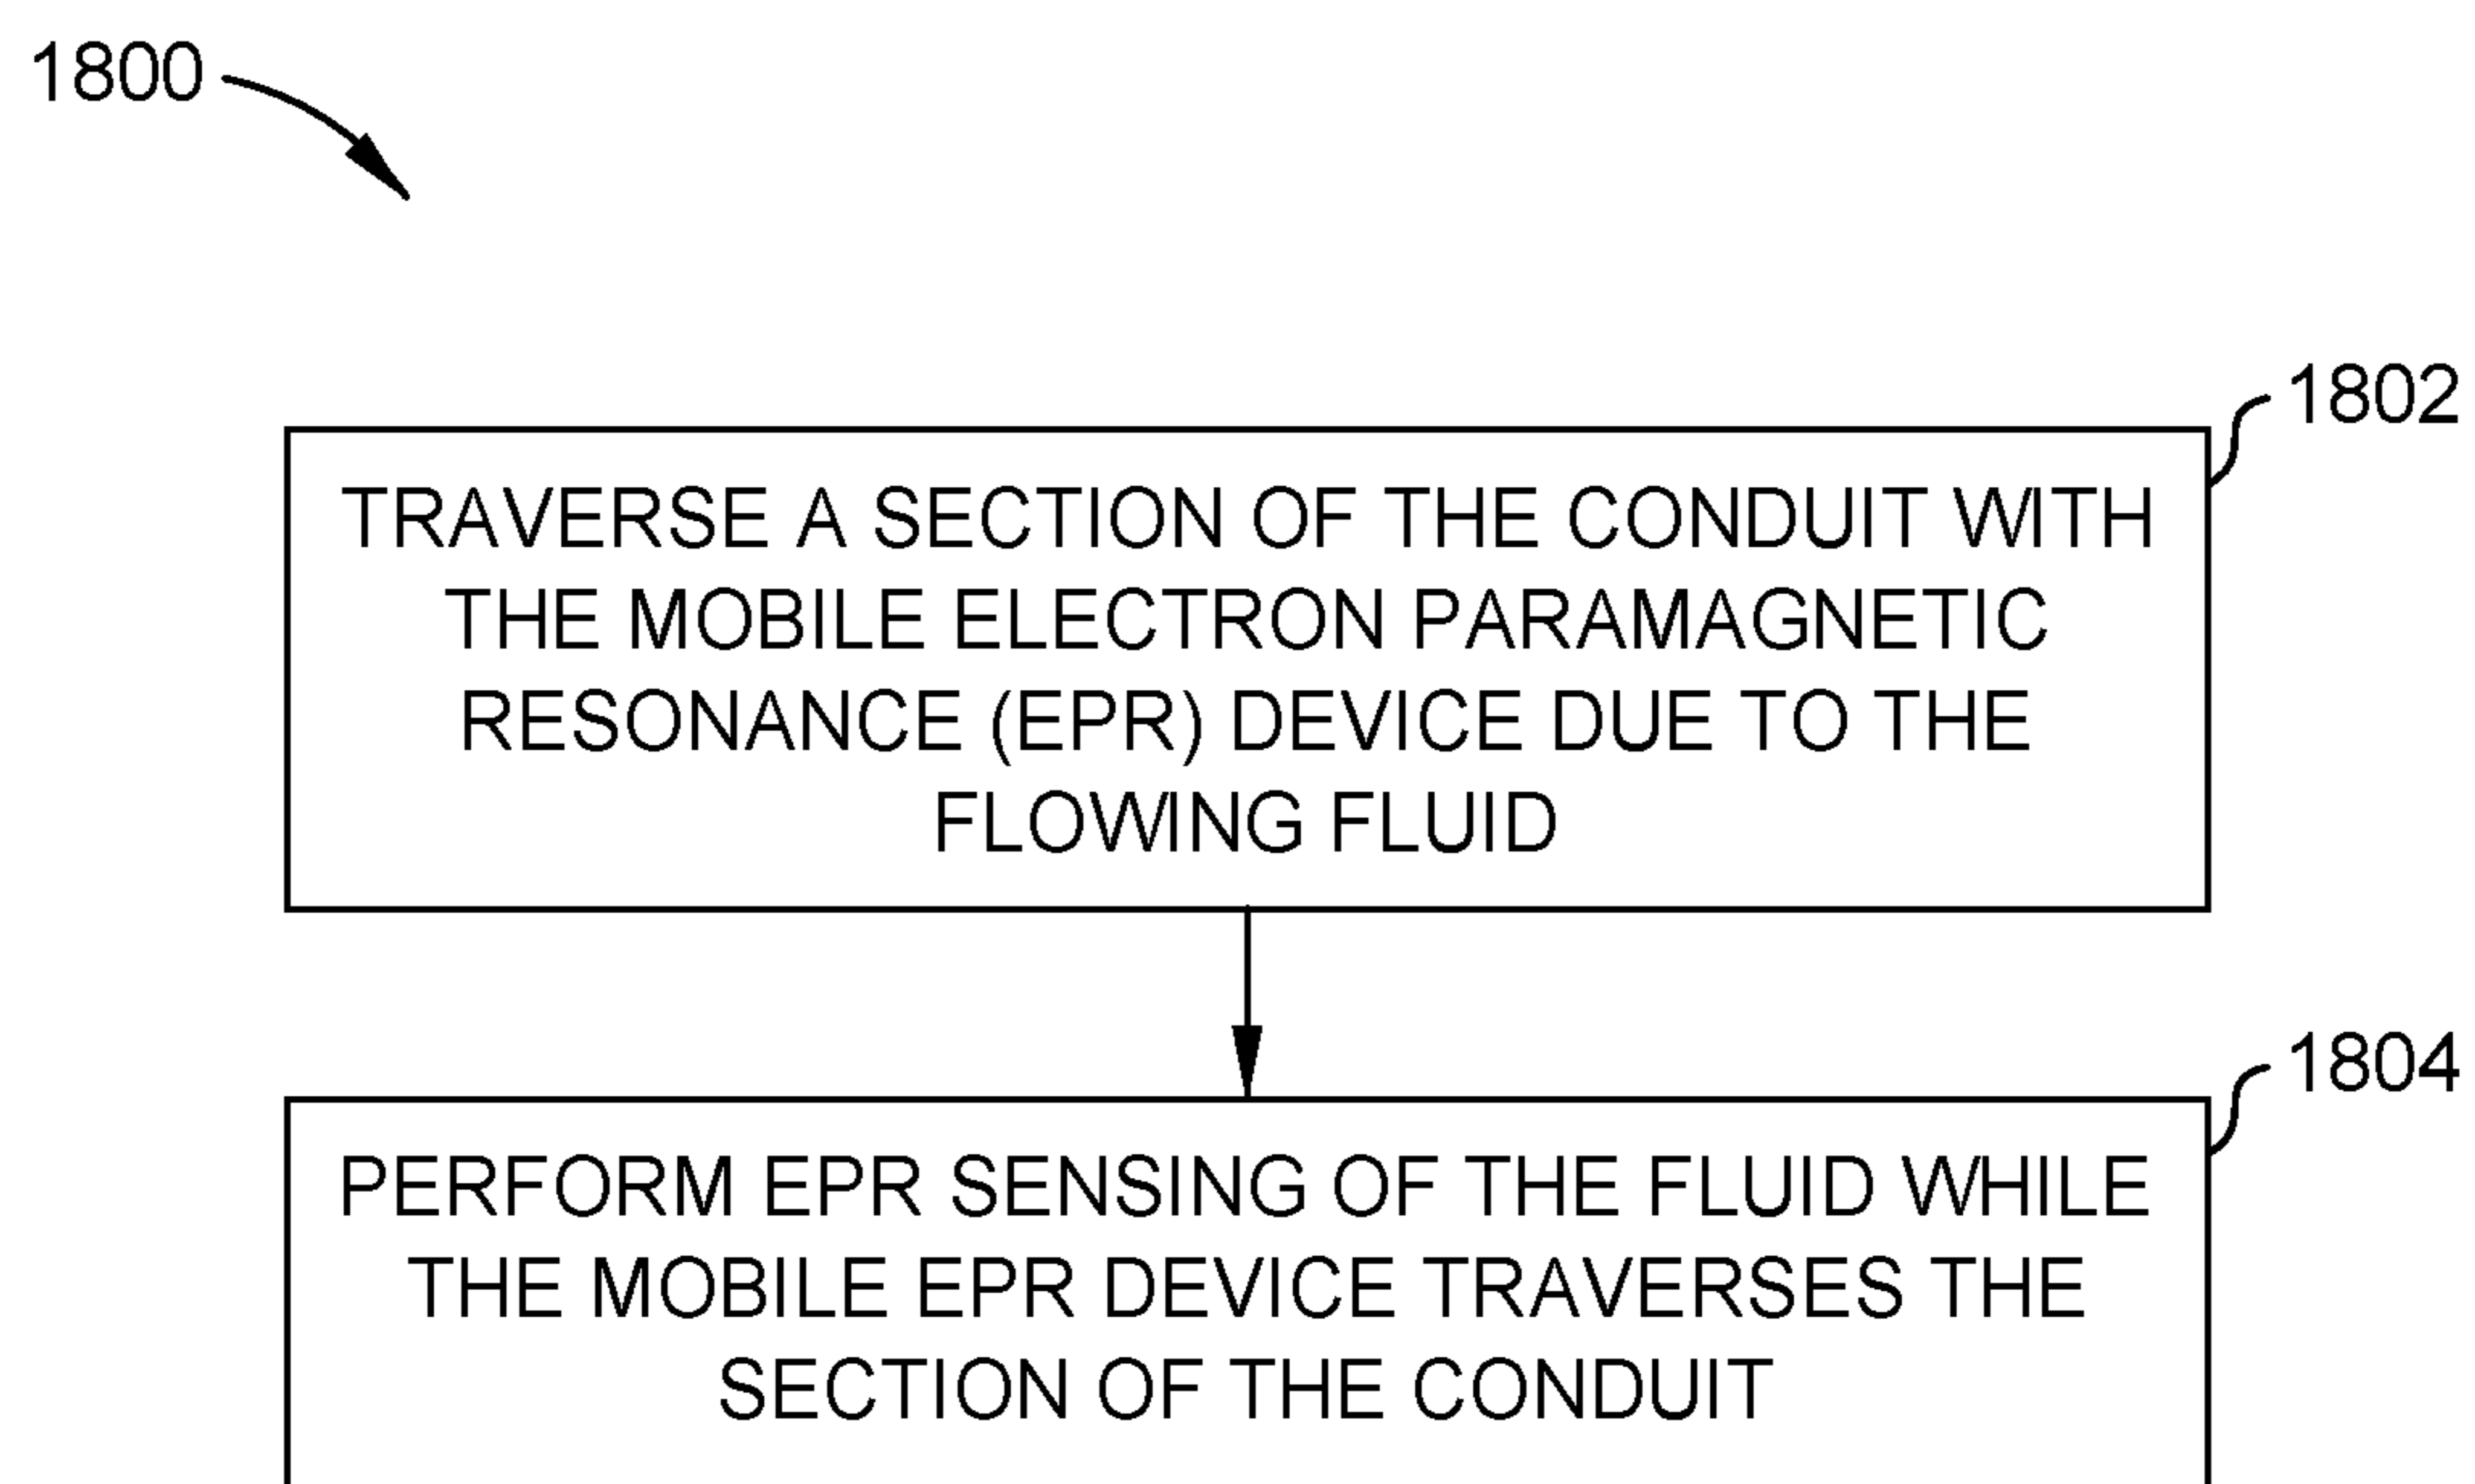 1800
1802
TRAVERSE A SECTION OF THE CONDUIT WITH
THE MOBILE ELECTRON PARAMAGNETIC
RESONANCE (EPR) DEVICE DUE TO THE
FLOWING FLUID
1804
PERFORM EPR SENSING OF THE FLUID WHILE
THE MOBILE EPR DEVICE TRAVERSES THE
SECTION OF THE CONDUIT